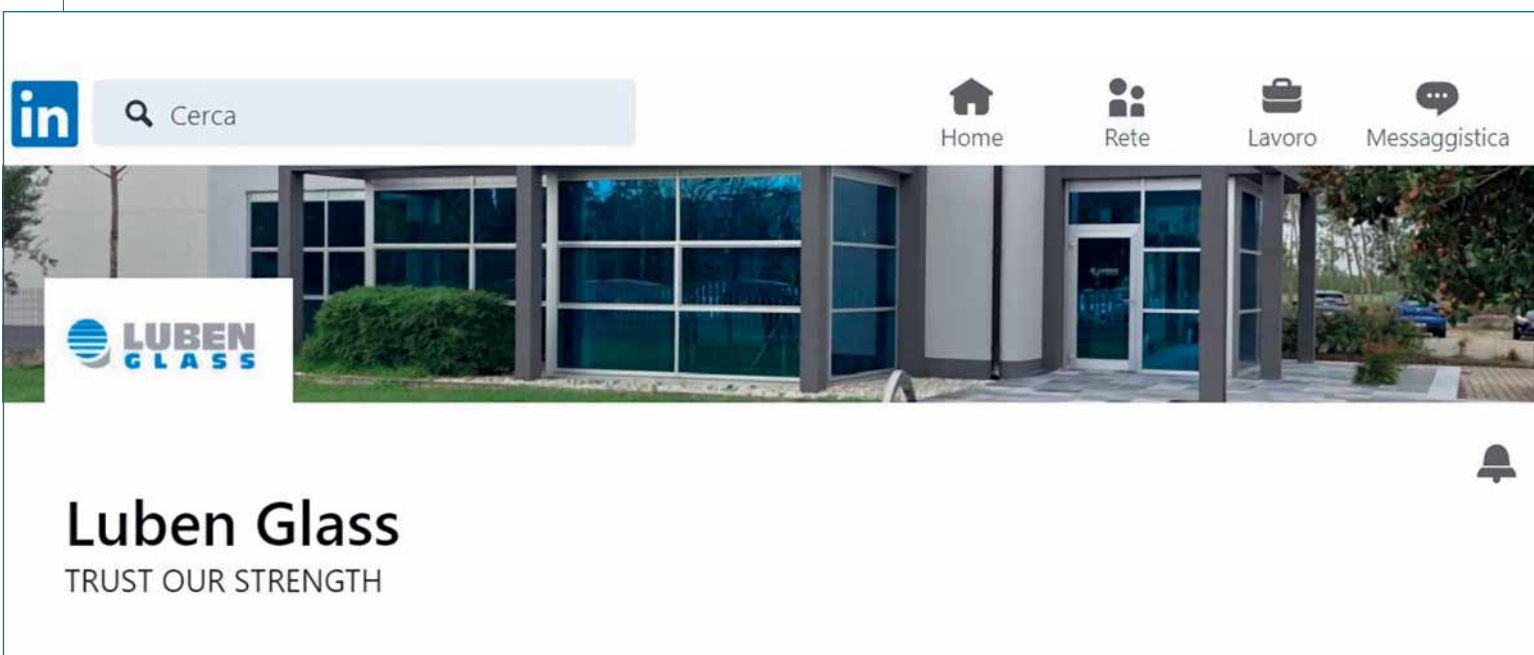 in
Cerca
Home
Rete
Lavoro
Messaggistica
LUBEN
GLASS
Luben Glass
TRUST OUR STRENGTH